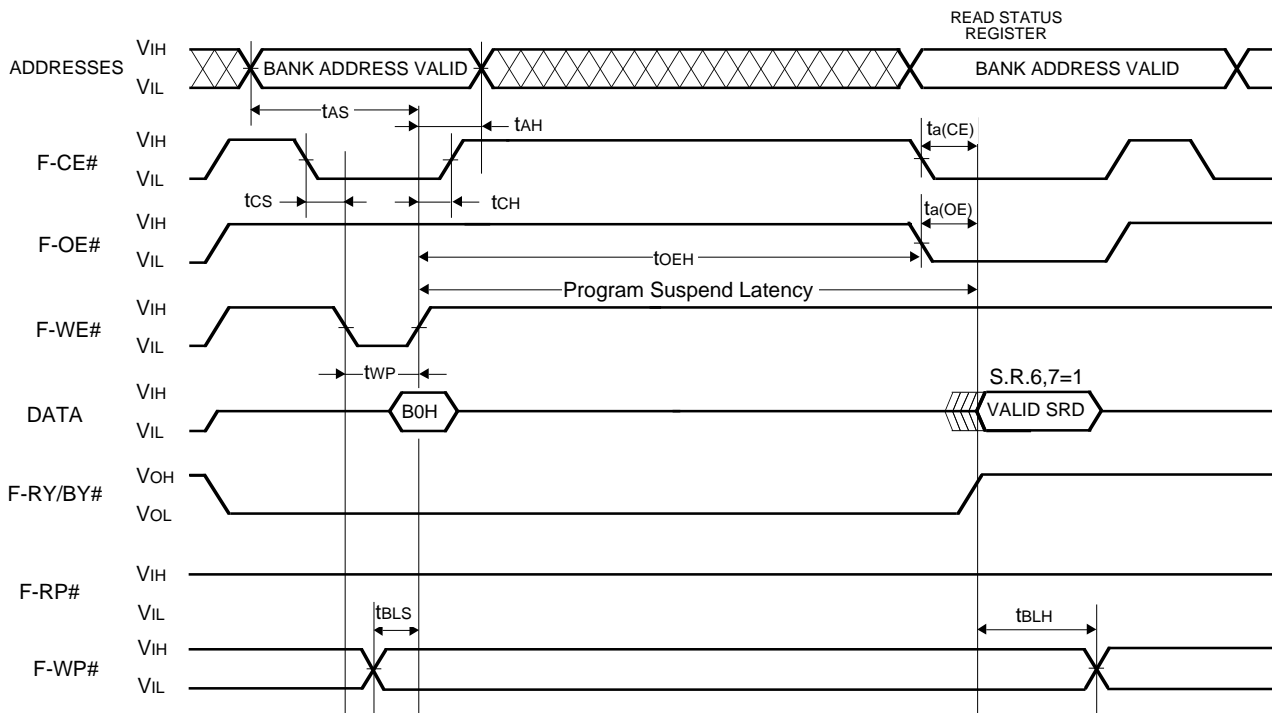 READ STATUS
REGISTER
ADDRESSES
VIH
VIL
BANK ADDRESS VALID
BANK ADDRESS VALID
tAS
tAH
F-CE#
VIH
VIL
ta(CE)
tCS
tCH
F-OE#
VIH
VIL
ta(OE)
tOEH
Program Suspend Latency
F-WE#
VIH
VIL
tWP
DATA
VIH
VIL
B0H
S.R.6,7=1
VALID SRD
F-RY/BY#
VOH
VOL
F-RP#
VIH
VIL
tBLS
tBLH
F-WP#
VIH
VIL